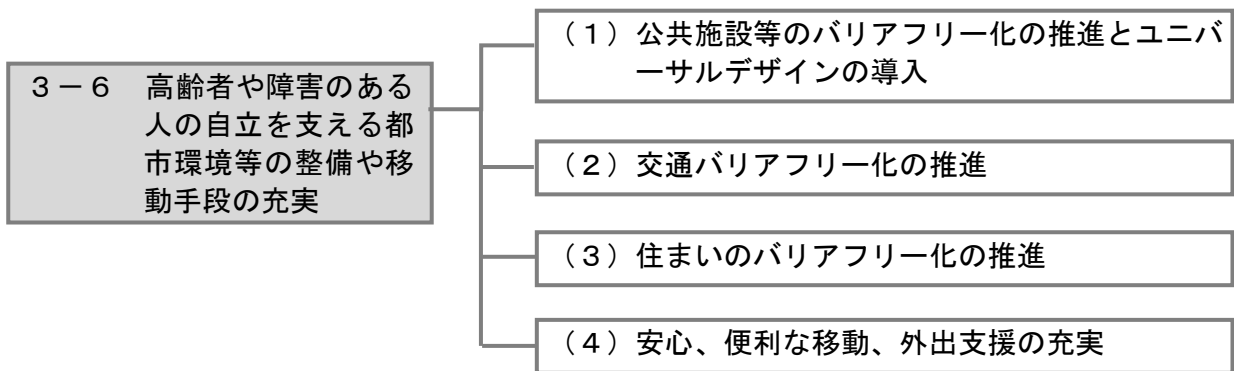 ３－６　高齢者や障害のある
人の自立を支える都
市環境等の整備や移
動手段の充実
（１）公共施設等のバリアフリー化の推進とユニバ
ーサルデザインの導入
（２）交通バリアフリー化の推進
（３）住まいのバリアフリー化の推進
（４）安心、便利な移動、外出支援の充実